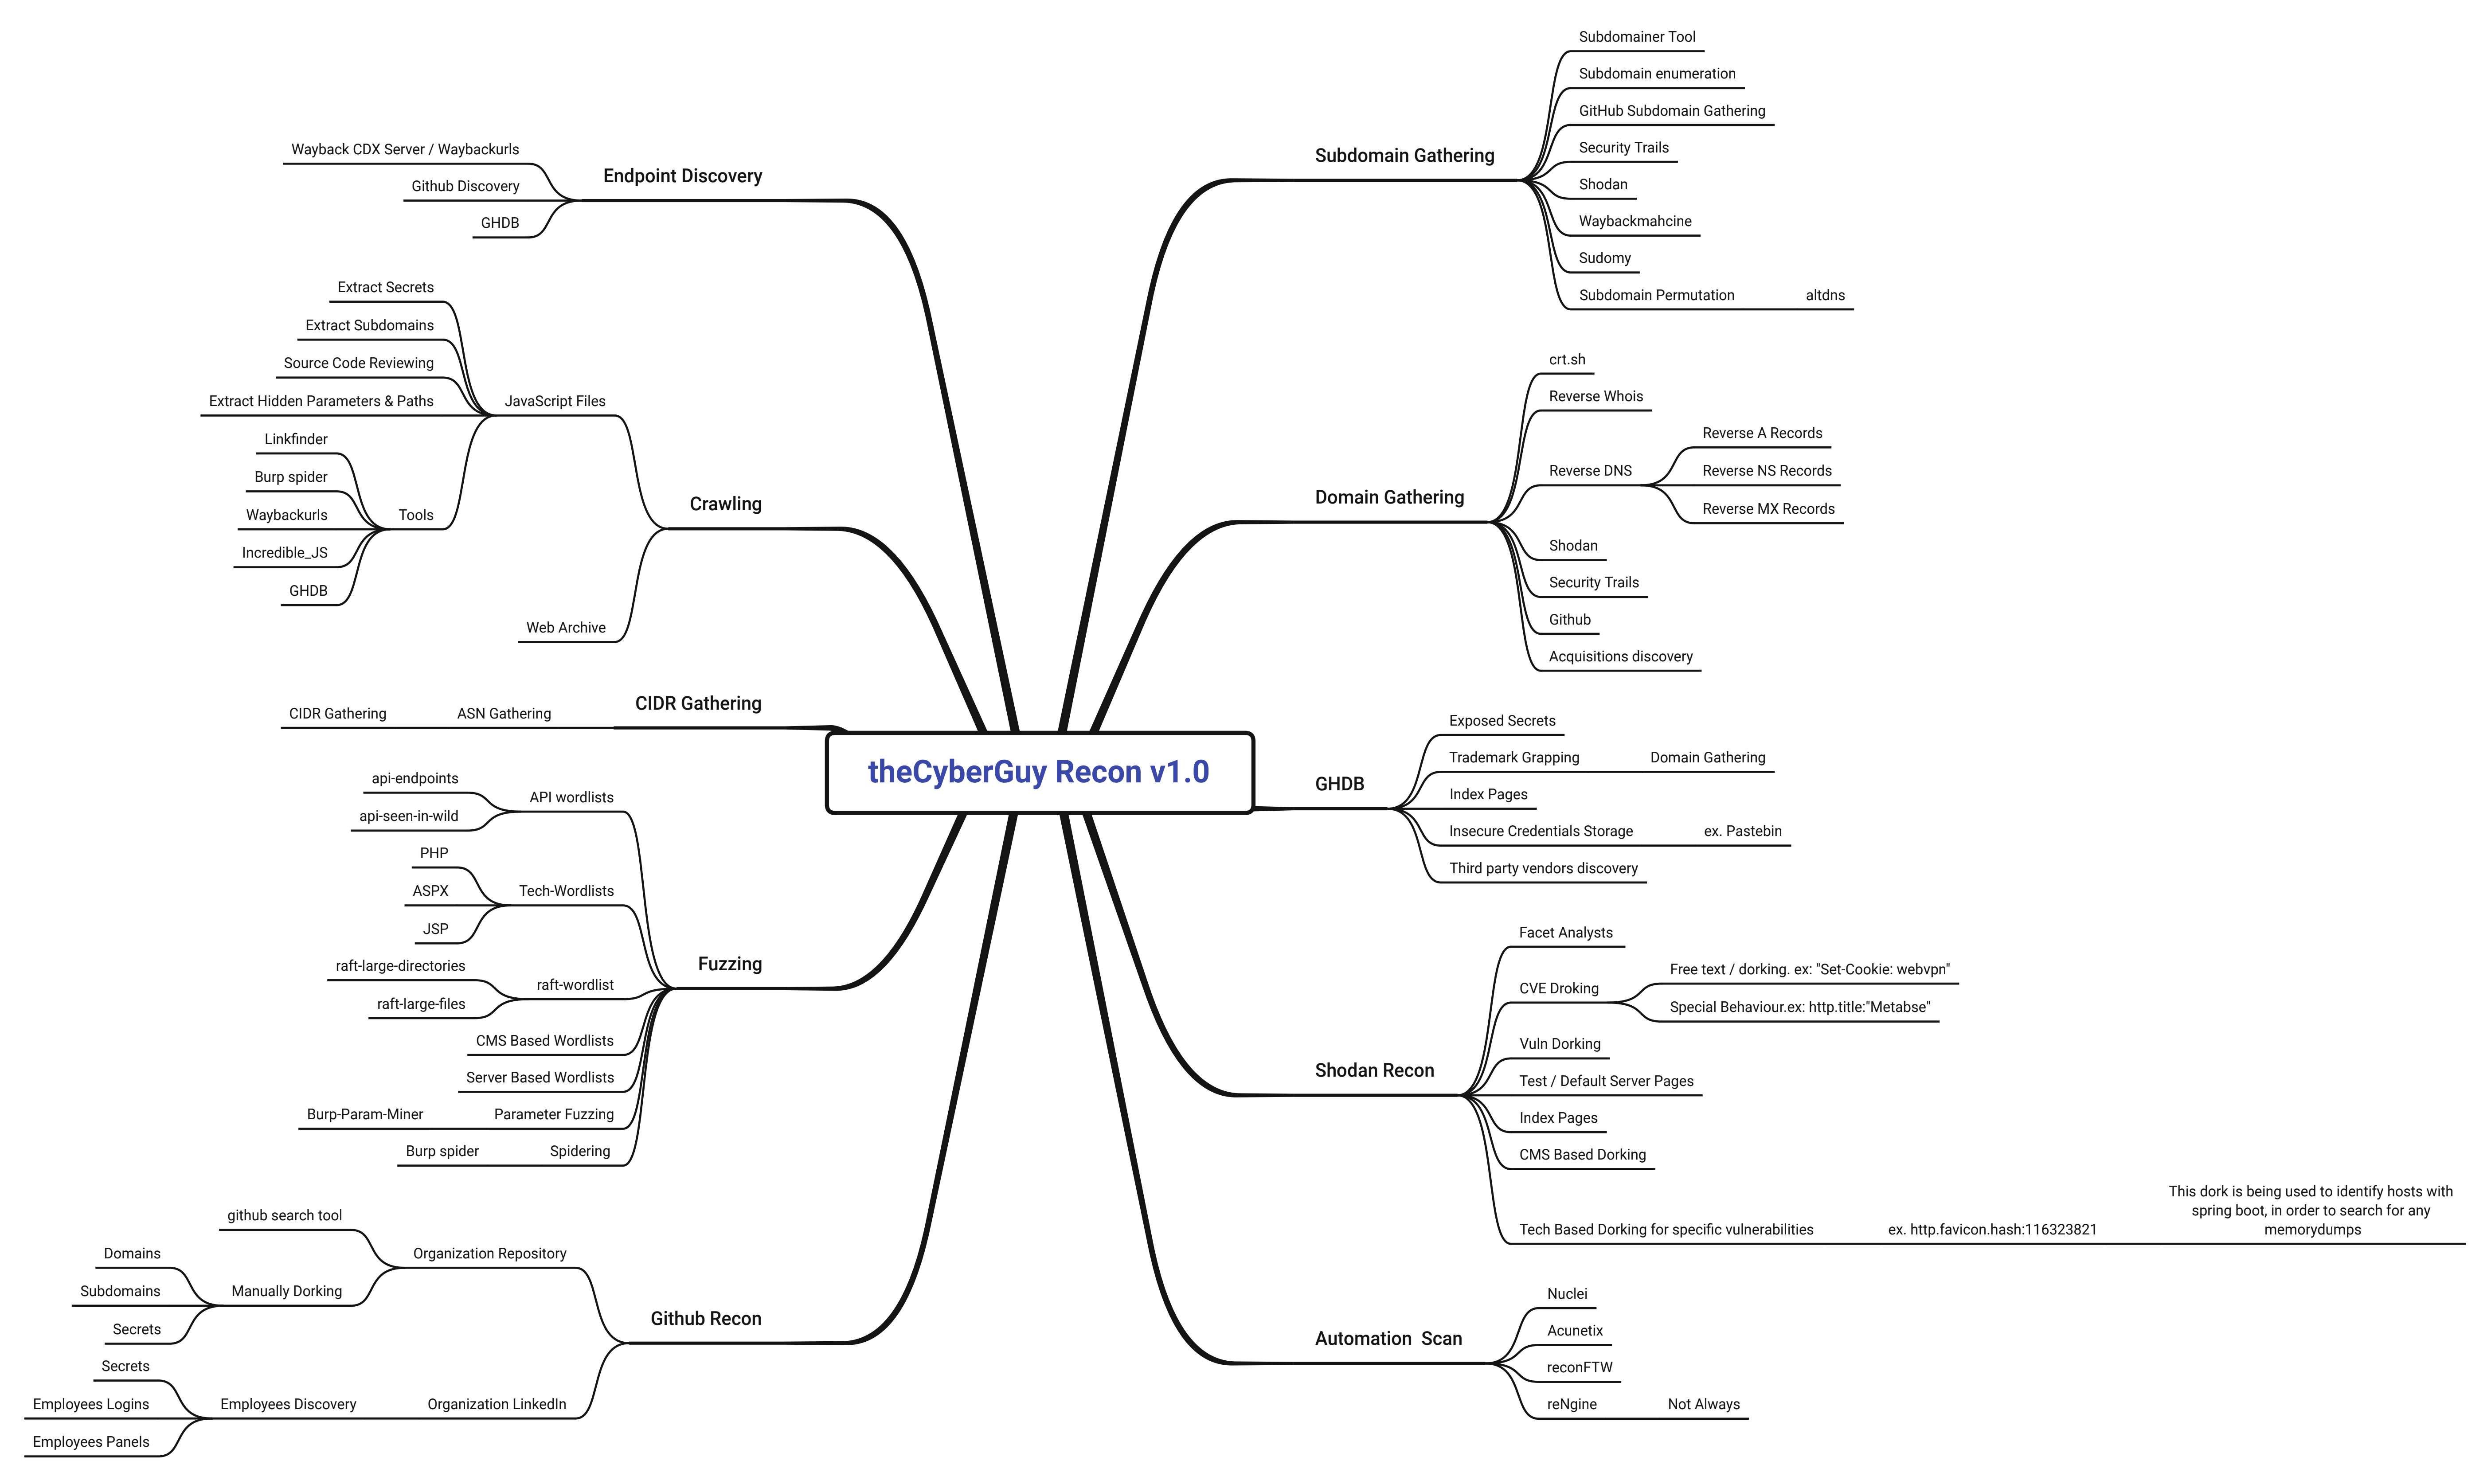 theCyberGuy Recon v1.0
Subdomain Gathering
Subdomainer Tool
Subdomain enumeration
GitHub Subdomain Gathering
Security Trails
Shodan
Waybackmahcine
Sudomy
Subdomain Permutation
altdns
Domain Gathering
crt.sh
Reverse Whois
Reverse DNS
Reverse A Records
Reverse NS Records
Reverse MX Records
Shodan
Security Trails
Github
Acquisitions discovery
GHDB
Exposed Secrets
Trademark Grapping
Domain Gathering
Index Pages
Insecure Credentials Storage
ex. Pastebin
Third party vendors discovery
Shodan Recon
Facet Analysts
CVE Droking
Free text / dorking. ex: "Set-Cookie: webvpn"
Special Behaviour.ex: http.title:"Metabse"
Vuln Dorking
Test / Default Server Pages
Index Pages
CMS Based Dorking
Tech Based Dorking for specific vulnerabilities
ex. http.favicon.hash:116323821
This dork is being used to identify hosts with
spring boot, in order to search for any
memorydumps
Automation  Scan
Nuclei
Acunetix
reconFTW
reNgine
Not Always
Endpoint Discovery
Wayback CDX Server / Waybackurls
Github Discovery
GHDB
Crawling
JavaScript Files
Extract Secrets
Extract Subdomains
Source Code Reviewing
Extract Hidden Parameters & Paths
Tools
Linkfinder
Burp spider
Waybackurls
Incredible_JS
GHDB
Web Archive
CIDR Gathering
ASN Gathering
CIDR Gathering
Fuzzing
API wordlists
api-endpoints
api-seen-in-wild
Tech-Wordlists
PHP
ASPX
JSP
raft-wordlist
raft-large-directories
raft-large-files
CMS Based Wordlists
Server Based Wordlists
Parameter Fuzzing
Burp-Param-Miner
Spidering
Burp spider
Github Recon
Organization Repository
github search tool
Manually Dorking
Domains
Subdomains
Secrets
Organization LinkedIn
Employees Discovery
Secrets
Employees Logins
Employees Panels